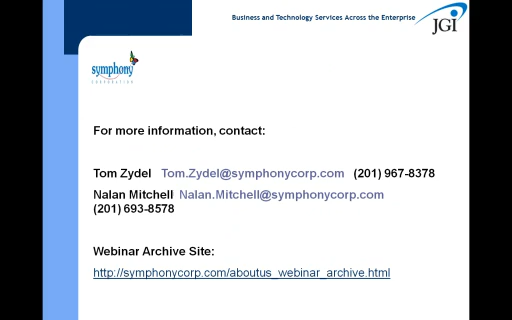 Business and Technology Services Across the Enterprise
JGI
symphony
CORPORATION
For more information, contact:
Tom Zydel Tom.Zydel@symphonycorp.com (201) 967-8378
Nalan Mitchell Nalan.Mitchell@symphonycorp.com
(201) 693-8578
Webinar Archive Site:
http://symphonycorp.com/aboutus_webinar_archive.html